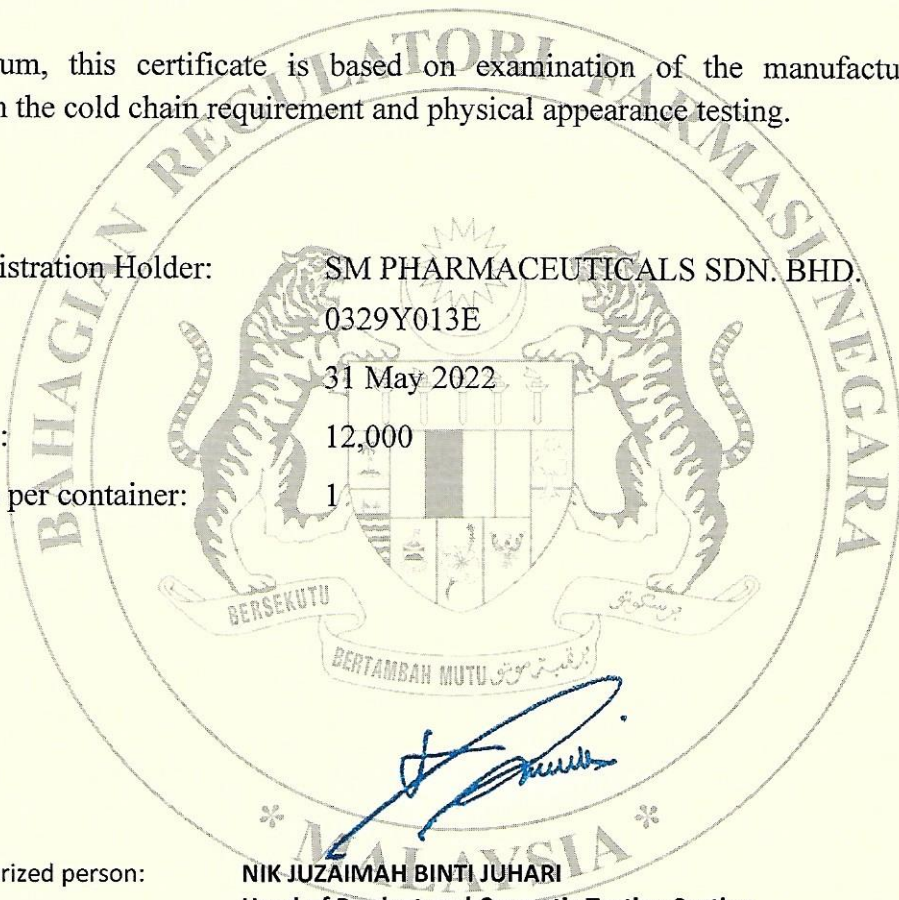 um, this certificate is based on examination of the manufactu
n the cold chain requirement and physical appearance testing.
BAHAGIAN REGULATORI FARMASI NEGARA
istration Holder: SM PHARMACEUTICALS SDN. BHD.
0329Y013E
31 May 2022
: 12,000
per container: 1
BERSEKUTU
برسکوتو
BERTAMBAH MUTU
* MALAYSIA *
rized person: NIK JUZAIMAH BINTI JUHARI